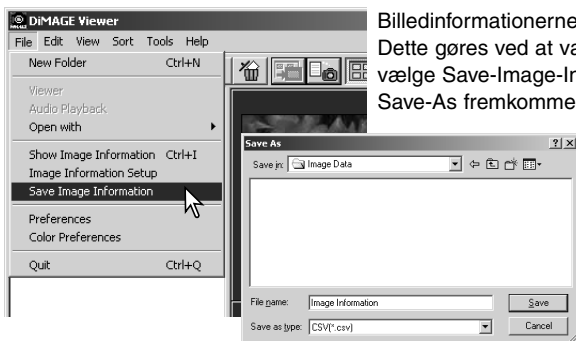 DiMAGE Viewer
File Edit View Sort Tools Help
New Folder Ctrl+N
Viewer
Audio Playback
Open with
Show Image Information Ctrl+I
Image Information Setup
Save Image Information
Preferences
Color Preferences
Quit Ctrl+Q
Billedinformationerne
Dette gøres ved at va
vælge Save-Image-In
Save-As fremkomme
Save As
Save in: Image Data
File name: Image Information Save
Save as type: CSV(*.csv) Cancel